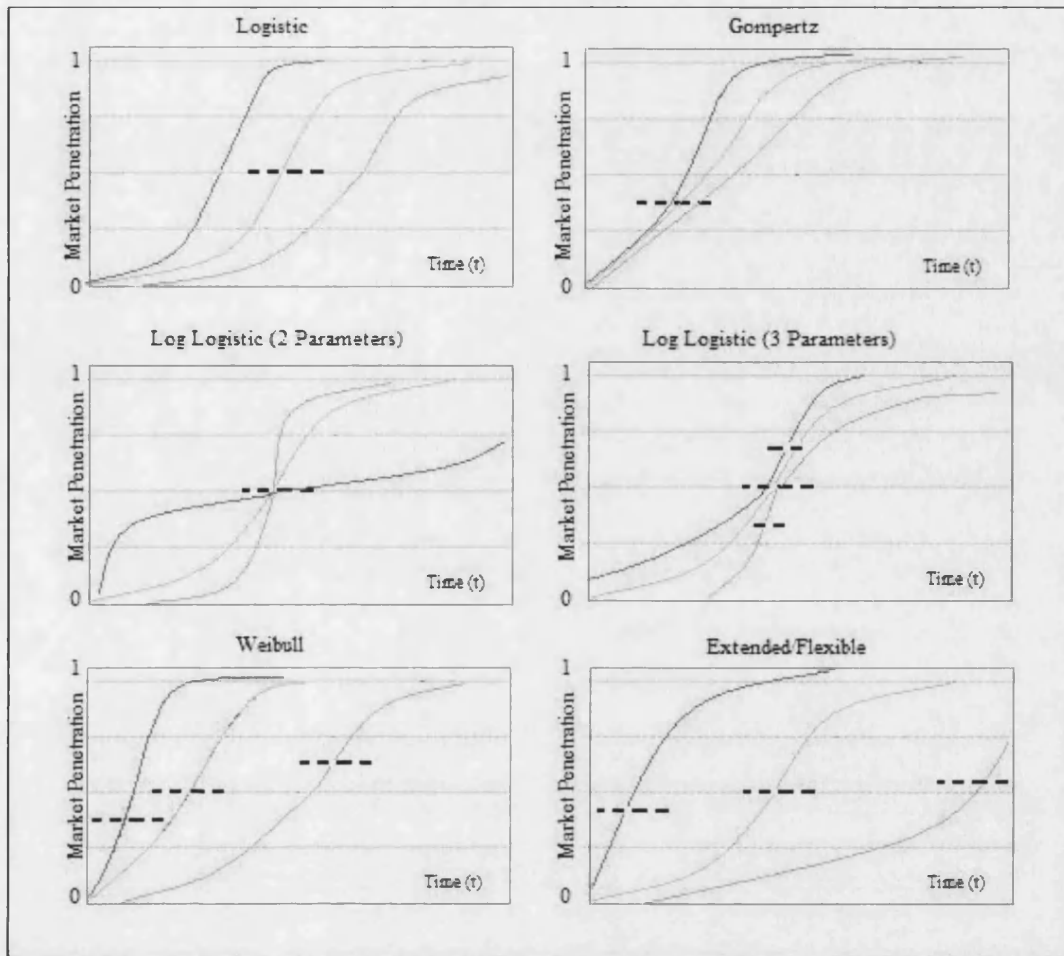 Logistic
Market Penetration
1
0
Time (t)
Gompertz
Market Penetration
1
0
Time (t)
Log Logistic (2 Parameters)
Market Penetration
1
0
Time (t)
Log Logistic (3 Parameters)
Market Penetration
1
0
Time (t)
Weibull
Market Penetration
1
0
Time (t)
Extended/Flexible
Market Penetration
1
0
Time (t)